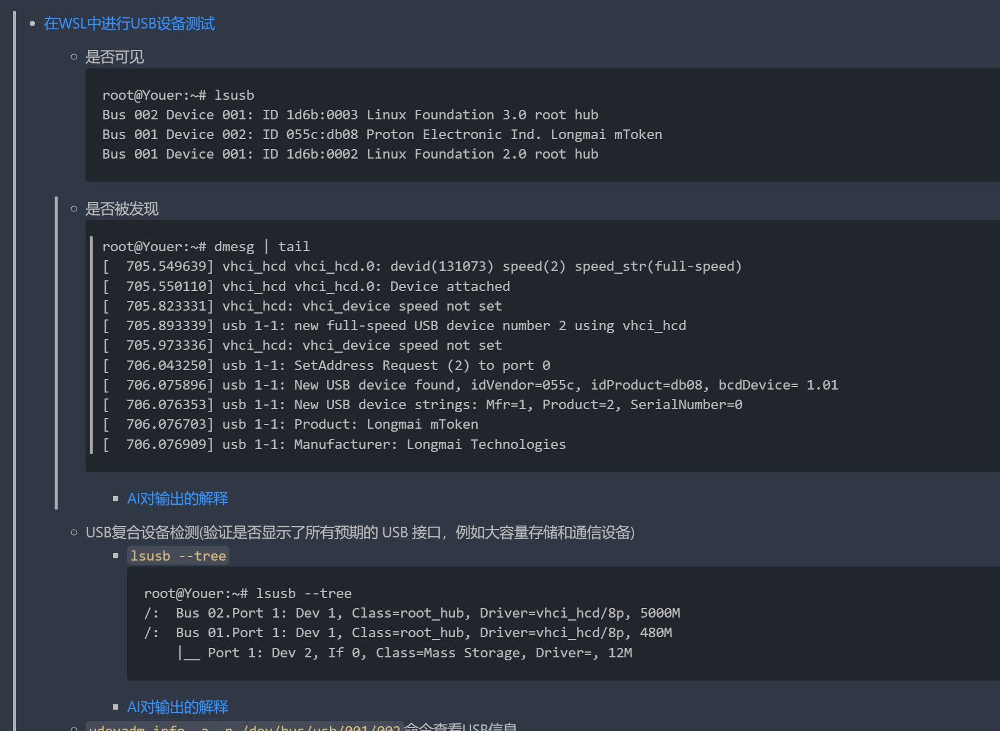 在WSL中进行USB设备测试
是否可见
root@Youer:~# lsusb
Bus 002 Device 001: ID 1d6b:0003 Linux Foundation 3.0 root hub
Bus 001 Device 002: ID 055c:db08 Proton Electronic Ind. Longmai mToken
Bus 001 Device 001: ID 1d6b:0002 Linux Foundation 2.0 root hub
是否被发现
root@Youer:~# dmesg | tail
[  705.549639] vhci_hcd vhci_hcd.0: devid(131073) speed(2) speed_str(full-speed)
[  705.550110] vhci_hcd vhci_hcd.0: Device attached
[  705.823331] vhci_hcd: vhci_device speed not set
[  705.893339] usb 1-1: new full-speed USB device number 2 using vhci_hcd
[  705.973336] vhci_hcd: vhci_device speed not set
[  706.043250] usb 1-1: SetAddress Request (2) to port 0
[  706.075896] usb 1-1: New USB device found, idVendor=055c, idProduct=db08, bcdDevice= 1.01
[  706.076353] usb 1-1: New USB device strings: Mfr=1, Product=2, SerialNumber=0
[  706.076703] usb 1-1: Product: Longmai mToken
[  706.076909] usb 1-1: Manufacturer: Longmai Technologies
AI对输出的解释
USB复合设备检测(验证是否显示了所有预期的 USB 接口，例如大容量存储和通信设备)
lsusb --tree
root@Youer:~# lsusb --tree
/:  Bus 02.Port 1: Dev 1, Class=root_hub, Driver=vhci_hcd/8p, 5000M
/:  Bus 01.Port 1: Dev 1, Class=root_hub, Driver=vhci_hcd/8p, 480M
    |__ Port 1: Dev 2, If 0, Class=Mass Storage, Driver=, 12M
AI对输出的解释
udevadm info -a -n /dev/bus/usb/001/002命令查看USB信息